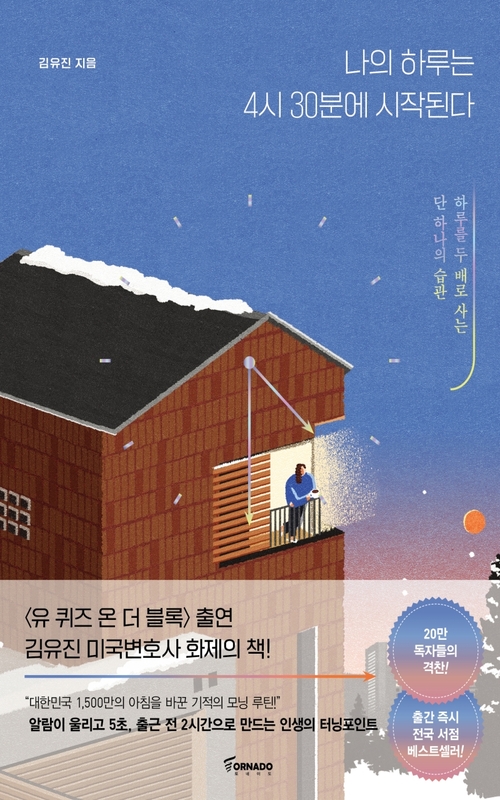 김유진 지음
나의 하루는
4시 30분에 시작된다
하루를 두 배로 사는
단 하나의 습관
〈유 퀴즈 온 더 블록〉 출연
김유진 미국변호사 화제의 책!
“대한민국 1,500만의 아침을 바꾼 기적의 모닝 루틴!”
알람이 울리고 5초, 출근 전 2시간으로 만드는 인생의 터닝포인트
20만
독자들의
격찬!
출간 즉시
전국 서점
베스트셀러!
TORNADO
토네이도